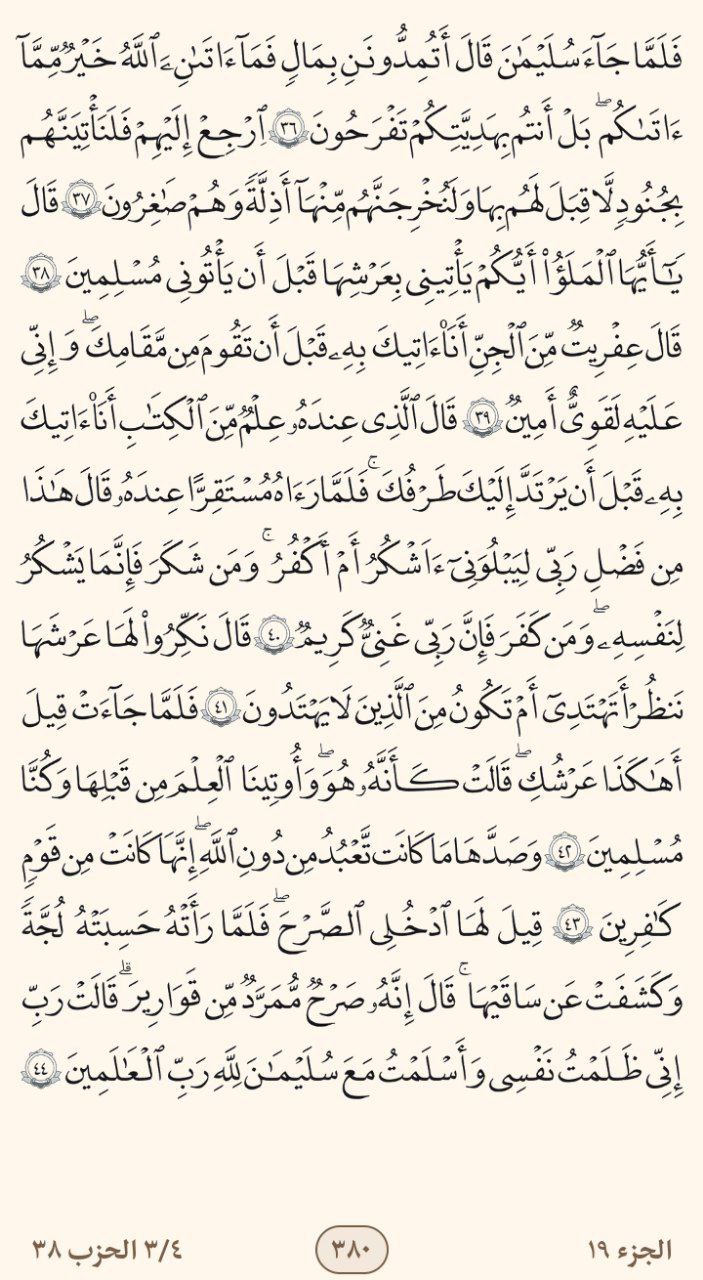 فَلَمَّا جَآءَ سُلَيْمَـٰنَ قَالَ أَتُمِدُّونَنِ بِمَالٍ فَمَآ ءَاتَىٰنِۦَ ٱللَّهُ خَيْرٌ مِّمَّآ
ءَاتَىٰكُم ۖ بَلْ أَنتُم بِهَدِيَّتِكُمْ تَفْرَحُونَ ٣٦ ٱرْجِعْ إِلَيْهِمْ فَلَنَأْتِيَنَّهُم
بِجُنُودٍ لَّا قِبَلَ لَهُم بِهَا وَلَنُخْرِجَنَّهُم مِّنْهَآ أَذِلَّةً وَهُمْ صَـٰغِرُونَ ٣٧ قَالَ
يَـٰٓأَيُّهَا ٱلْمَلَؤُا۟ أَيُّكُمْ يَأْتِينِى بِعَرْشِهَا قَبْلَ أَن يَأْتُونِى مُسْلِمِينَ ٣٨
قَالَ عِفْرِيتٌ مِّنَ ٱلْجِنِّ أَنَا۠ ءَاتِيكَ بِهِۦ قَبْلَ أَن تَقُومَ مِن مَّقَامِكَ ۖ وَإِنِّى
عَلَيْهِ لَقَوِىٌّ أَمِينٌ ٣٩ قَالَ ٱلَّذِى عِندَهُۥ عِلْمٌ مِّنَ ٱلْكِتَـٰبِ أَنَا۠ ءَاتِيكَ
بِهِۦ قَبْلَ أَن يَرْتَدَّ إِلَيْكَ طَرْفُكَ ۚ فَلَمَّا رَءَاهُ مُسْتَقِرًّا عِندَهُۥ قَالَ هَـٰذَا
مِن فَضْلِ رَبِّى لِيَبْلُوَنِىٓ ءَأَشْكُرُ أَمْ أَكْفُرُ ۚ وَمَن شَكَرَ فَإِنَّمَا يَشْكُرُ
لِنَفْسِهِۦ ۖ وَمَن كَفَرَ فَإِنَّ رَبِّى غَنِىٌّ كَرِيمٌ ٤٠ قَالَ نَكِّرُوا۟ لَهَا عَرْشَهَا
نَنظُرْ أَتَهْتَدِىٓ أَمْ تَكُونُ مِنَ ٱلَّذِينَ لَا يَهْتَدُونَ ٤١ فَلَمَّا جَآءَتْ قِيلَ
أَهَـٰكَذَا عَرْشُكِ ۖ قَالَتْ كَأَنَّهُۥ هُوَ ۖ وَأُوتِينَا ٱلْعِلْمَ مِن قَبْلِهَا وَكُنَّا
مُسْلِمِينَ ٤٢ وَصَدَّهَا مَا كَانَت تَّعْبُدُ مِن دُونِ ٱللَّهِ ۖ إِنَّهَا كَانَتْ مِن قَوْمٍ
كَـٰفِرِينَ ٤٣ قِيلَ لَهَا ٱدْخُلِى ٱلصَّرْحَ ۖ فَلَمَّا رَأَتْهُ حَسِبَتْهُ لُجَّةً
وَكَشَفَتْ عَن سَاقَيْهَا ۚ قَالَ إِنَّهُۥ صَرْحٌ مُّمَرَّدٌ مِّن قَوَارِيرَ ۗ قَالَتْ رَبِّ
إِنِّى ظَلَمْتُ نَفْسِى وَأَسْلَمْتُ مَعَ سُلَيْمَـٰنَ لِلَّهِ رَبِّ ٱلْعَـٰلَمِينَ ٤٤
الجزء ١٩ ٣٨٠ ٣/٤ الحزب ٣٨